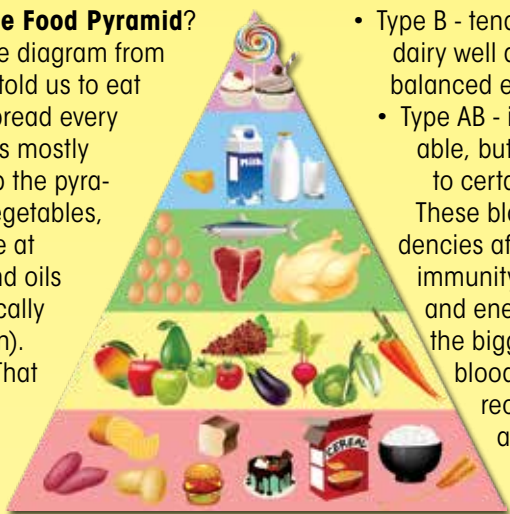 e Food Pyramid?
e diagram from
told us to eat
read every
s mostly
the pyra-
egetables,
e at
nd oils
cally
n).
That
Milk
CEREAL
• Type B - tend
dairy well a
balanced e
• Type AB - i
able, but
to certa
These blo
dencies af
immunity
and ene
the bigg
blood
rec
a